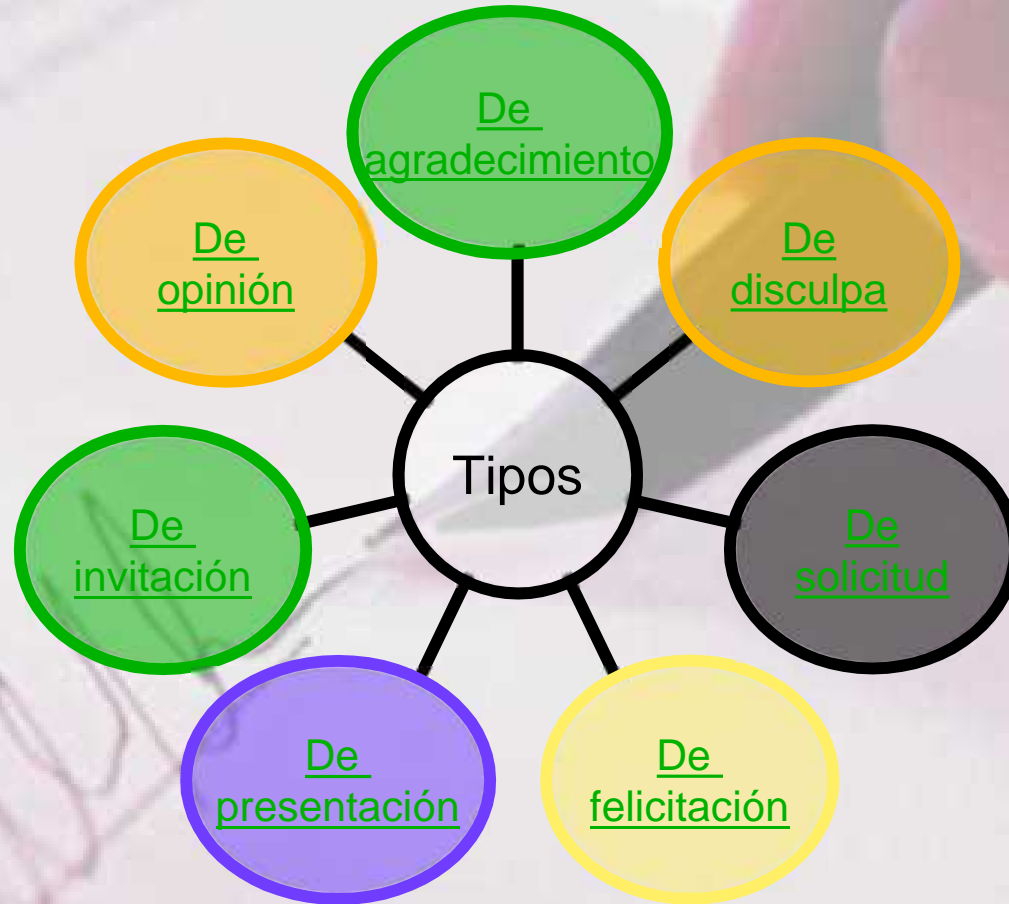 De
agradecimiento
De
opinión
De
disculpa
Tipos
De
invitación
De
solicitud
De
presentación
De
felicitación